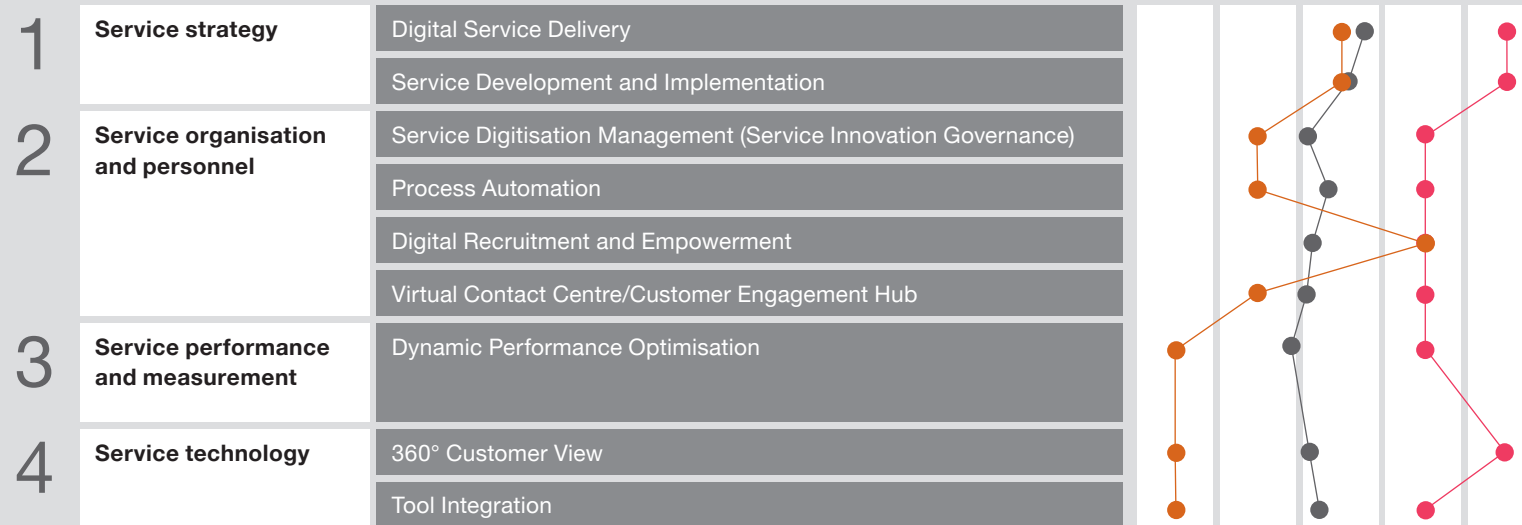 1
Service strategy
Digital Service Delivery
Service Development and Implementation
2
Service organisation
and personnel
Service Digitisation Management (Service Innovation Governance)
Process Automation
Digital Recruitment and Empowerment
Virtual Contact Centre/Customer Engagement Hub
3
Service performance
and measurement
Dynamic Performance Optimisation
4
Service technology
360° Customer View
Tool Integration